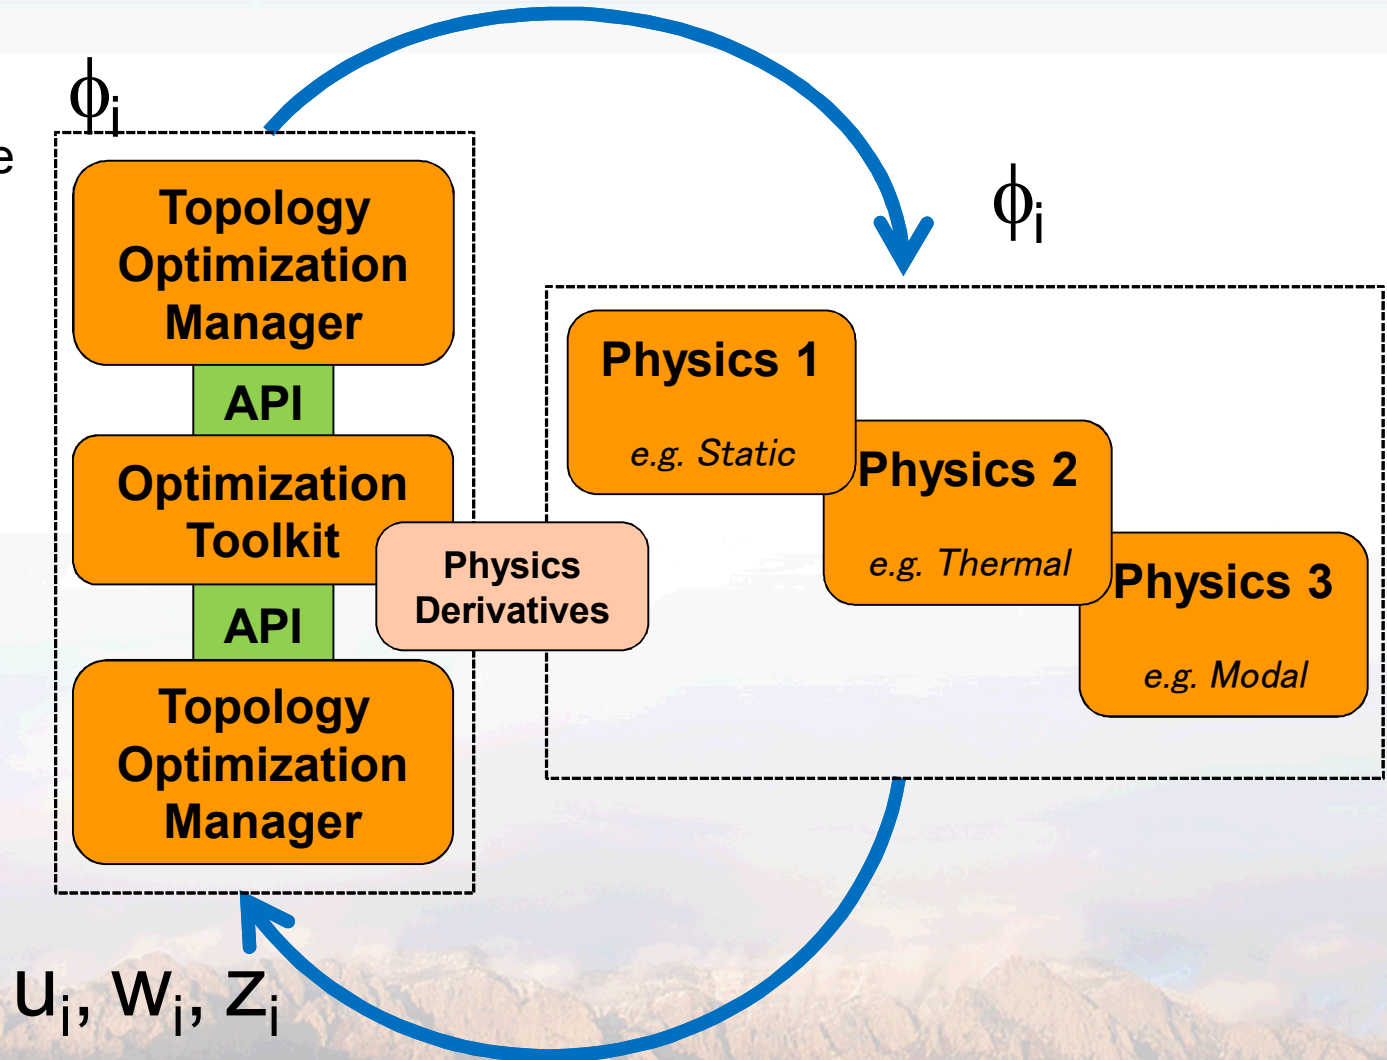 ϕi
e
Topology
Optimization
Manager
API
Optimization
Toolkit
API
Topology
Optimization
Manager
Physics
Derivatives
ϕi
Physics 1
e.g. Static
Physics 2
e.g. Thermal
Physics 3
e.g. Modal
ui, wi, zi